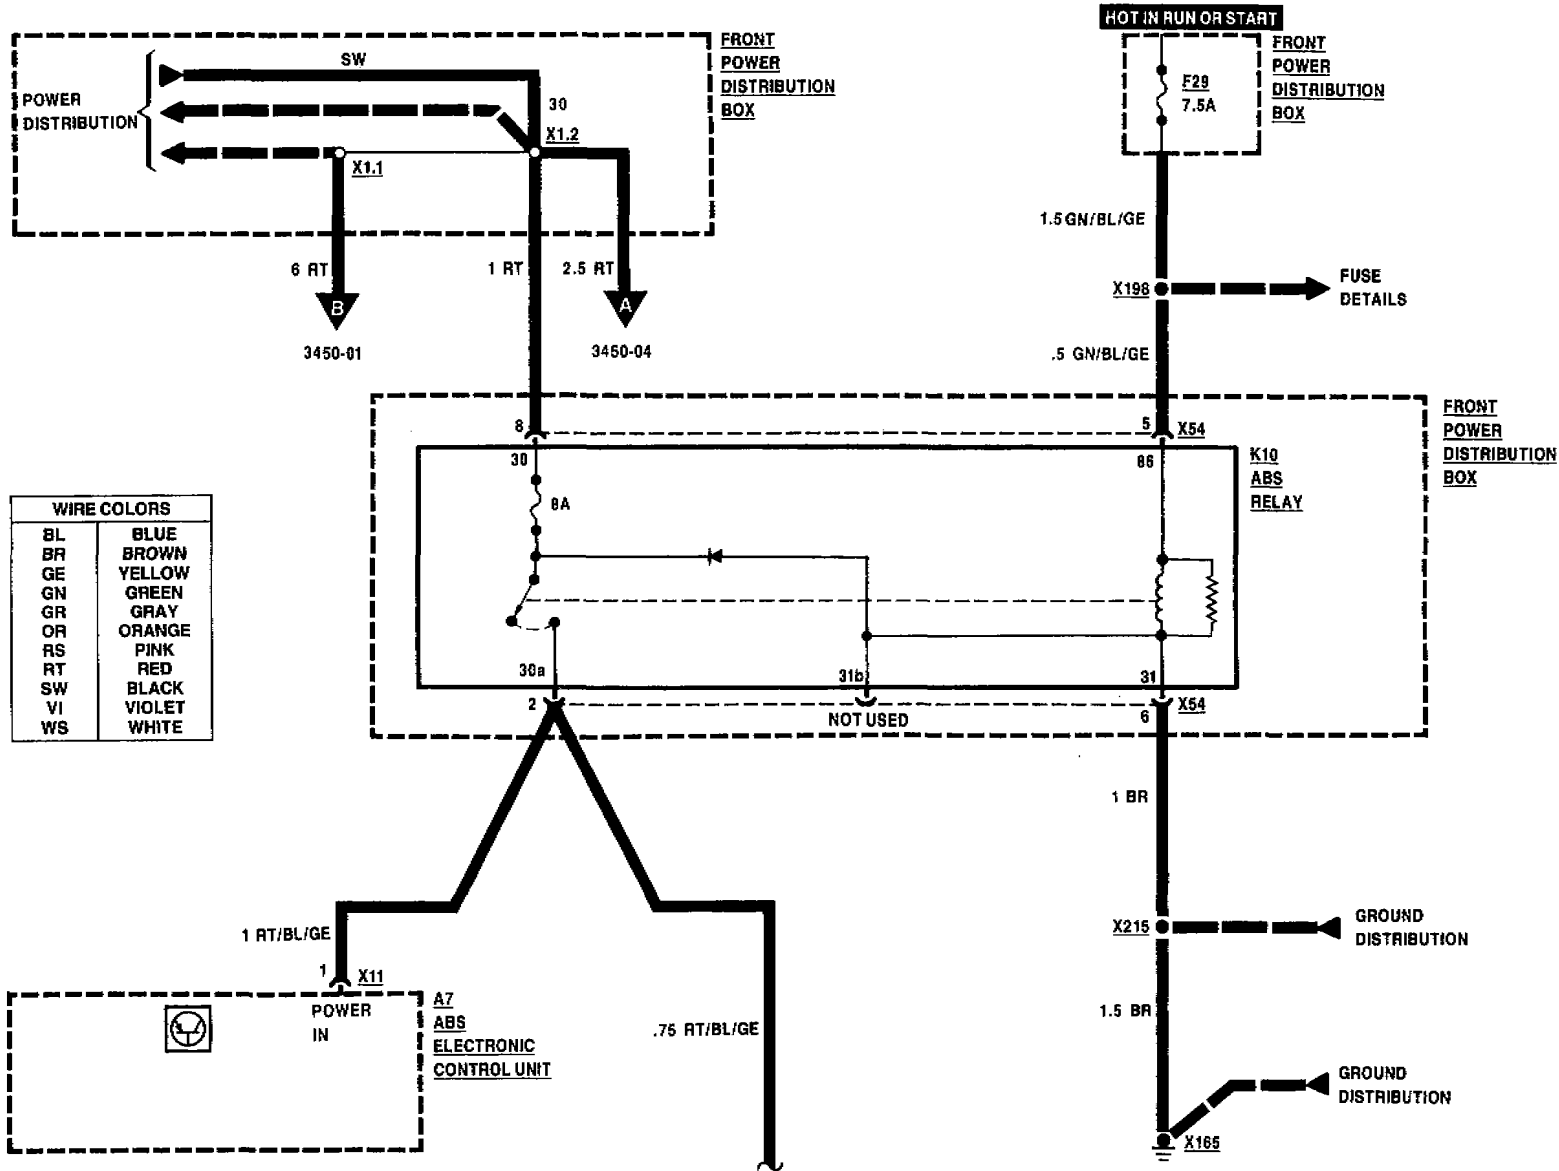 HOT IN RUN OR START
FRONT
POWER
DISTRIBUTION
BOX
SW
POWER
DISTRIBUTION
30
X1.2
X1.1
6 RT
1 RT
2.5 RT
B
A
3450-01
3450-04
F29
7.5A
FRONT
POWER
DISTRIBUTION
BOX
1.5 GN/BL/GE
X198
FUSE
DETAILS
.5 GN/BL/GE
FRONT
POWER
DISTRIBUTION
BOX
8
5
X54
30
86
K10
ABS
RELAY
8A
30a
31b
31
2
NOT USED
6
X54
WIRE COLORS
BL BLUE
BR BROWN
GE YELLOW
GN GREEN
GR GRAY
OR ORANGE
RS PINK
RT RED
SW BLACK
VI VIOLET
WS WHITE
1 BR
X215
GROUND
DISTRIBUTION
1 RT/BL/GE
1
X11
POWER
IN
A7
ABS
ELECTRONIC
CONTROL UNIT
.75 RT/BL/GE
1.5 BR
GROUND
DISTRIBUTION
X165